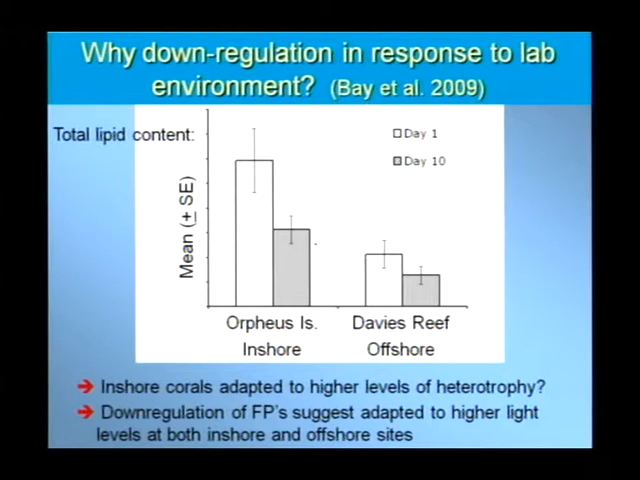 Why down-regulation in response to lab
environment? (Bay et al. 2009)
Total lipid content:
Day 1
Day 10
Mean (± SE)
Orpheus Is.
Davies Reef
Inshore
Offshore
Inshore corals adapted to higher levels of heterotrophy?
Downregulation of FP's suggest adapted to higher light
levels at both inshore and offshore sites